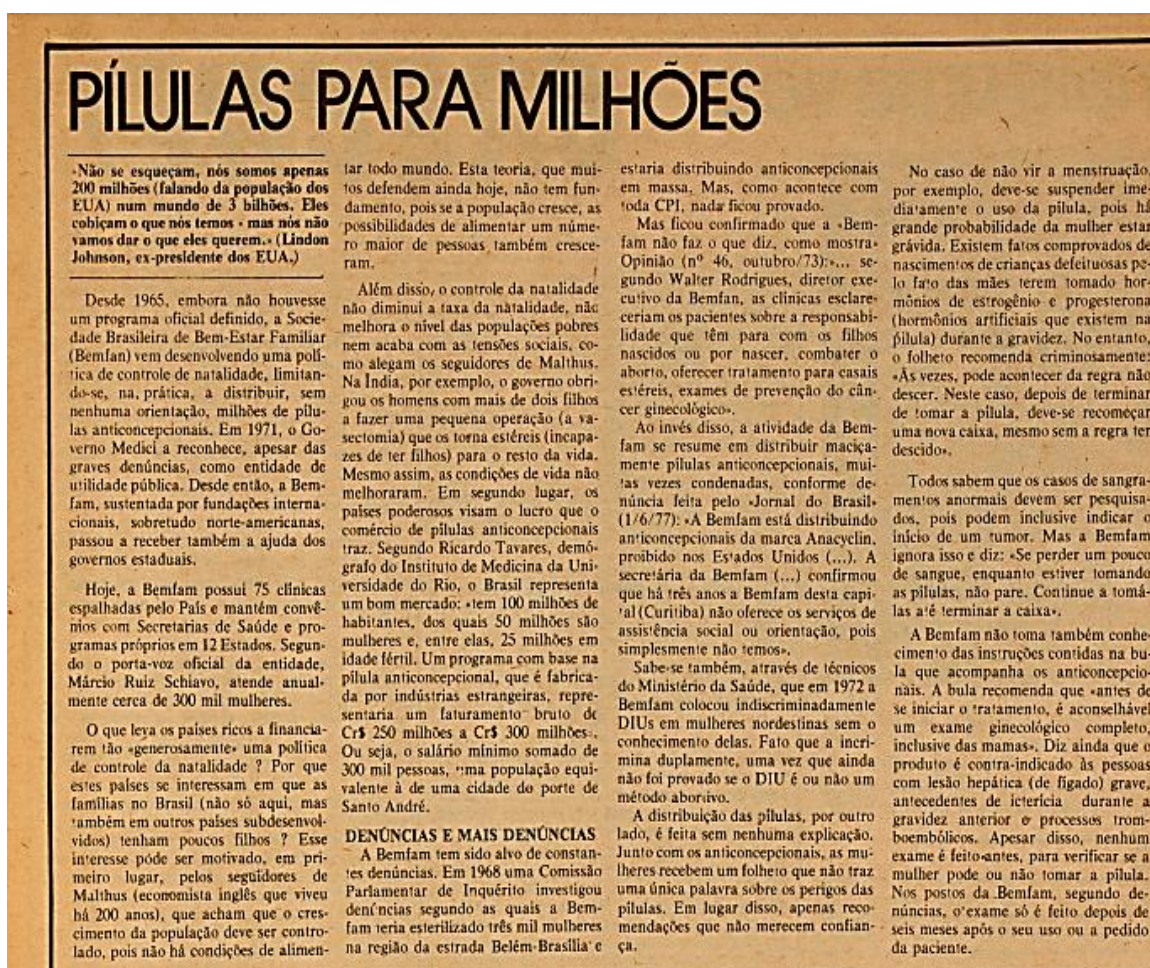 PÍLULAS PARA MILHÕES
«Não se esqueçam, nós somos apenas
200 milhões (falando da população dos
EUA) num mundo de 3 bilhões. Eles
cobiçam o que nós temos - mas nós não
vamos dar o que eles querem.» (Lindon
Johnson, ex-presidente dos EUA.)
Desde 1965, embora não houvesse
um programa oficial definido, a Socie-
dade Brasileira de Bem-Estar Familiar
(Bemfan) vem desenvolvendo uma polí-
tica de controle de natalidade, limitan-
do-se, na, prática, a distribuir, sem
nenhuma orientação, milhões de pílu-
las anticoncepcionais. Em 1971, o Go-
verno Medici a reconhece, apesar das
graves denúncias, como entidade de
utilidade pública. Desde então, a Bem-
fam, sustentada por fundações interna-
cionais, sobretudo norte-americanas,
passou a receber também a ajuda dos
governos estaduais.
Hoje, a Bemfam possui 75 clínicas
espalhadas pelo País e mantém convê-
nios com Secretarias de Saúde e pro-
gramas próprios em 12 Estados. Segun-
do o porta-voz oficial da entidade,
Márcio Ruiz Schiavo, atende anual-
mente cerca de 300 mil mulheres.
O que leva os países ricos a financia-
rem tão «generosamente» uma política
de controle da natalidade ? Por que
estes países se interessam em que as
famílias no Brasil (não só aqui, mas
também em outros países subdesenvol-
vidos) tenham poucos filhos ? Esse
interesse póde ser motivado, em pri-
meiro lugar, pelos seguidores de
Malthus (economista inglês que viveu
há 200 anos), que acham que o cres-
cimento da população deve ser contro-
lado, pois não há condições de alimen-
tar todo mundo. Esta teoria, que mui-
tos defendem ainda hoje, não tem fun-
damento, pois se a população cresce, as
possibilidades de alimentar um núme-
ro maior de pessoas também cresce-
ram.
Além disso, o controle da natalidade
não diminui a taxa da natalidade, não
melhora o nível das populações pobres
nem acaba com as tensões sociais, co-
mo alegam os seguidores de Malthus.
Na Índia, por exemplo, o governo obri-
gou os homens com mais de dois filhos
a fazer uma pequena operação (a va-
sectomia) que os torna estéreis (incapa-
zes de ter filhos) para o resto da vida.
Mesmo assim, as condições de vida não
melhoraram. Em segundo lugar, os
países poderosos visam o lucro que o
comércio de pílulas anticoncepcionais
traz. Segundo Ricardo Tavares, demó-
grafo do Instituto de Medicina da Uni-
versidade do Rio, o Brasil representa
um bom mercado: «tem 100 milhões de
habitantes, dos quais 50 milhões são
mulheres e, entre elas, 25 milhões em
idade fértil. Um programa com base na
pílula anticoncepcional, que é fabrica-
da por indústrias estrangeiras, repre-
sentaria um faturamento bruto de
Cr$ 250 milhões a Cr$ 300 milhões».
Ou seja, o salário mínimo somado de
300 mil pessoas, uma população equi-
valente à de uma cidade do porte de
Santo André.
DENÚNCIAS E MAIS DENÚNCIAS
A Bemfam tem sido alvo de constan-
tes denúncias. Em 1968 uma Comissão
Parlamentar de Inquérito investigou
denúncias segundo as quais a Bem-
fam teria esterilizado três mil mulheres
na região da estrada Belém-Brasília e
estaria distribuindo anticoncepcionais
em massa. Mas, como acontece com
toda CPI, nada ficou provado.
Mas ficou confirmado que a «Bem-
fam não faz o que diz, como mostra»
Opinião (nº 46, outubro/73):«... se-
gundo Walter Rodrigues, diretor exe-
cutivo da Bemfan, as clínicas esclare-
ceriam os pacientes sobre a responsabi-
lidade que têm para com os filhos
nascidos ou por nascer, combater o
aborto, oferecer tratamento para casais
estéreis, exames de prevenção do cân-
cer ginecológico».
Ao invés disso, a atividade da Bem-
fam se resume em distribuir maciça-
mente pílulas anticoncepcionais, mui-
tas vezes condenadas, conforme de-
núncia feita pelo «Jornal do Brasil»
(1/6/77): «A Bemfam está distribuindo
anticoncepcionais da marca Anacyclin,
proibido nos Estados Unidos (...). A
secretária da Bemfam (...) confirmou
que há três anos a Bemfam desta capi-
tal (Curitiba) não oferece os serviços de
assistência social ou orientação, pois
simplesmente não temos».
Sabe-se também, através de técnicos
do Ministério da Saúde, que em 1972 a
Bemfam colocou indiscriminadamente
DIUs em mulheres nordestinas sem o
conhecimento delas. Fato que a incri-
mina duplamente, uma vez que ainda
não foi provado se o DIU é ou não um
método abortivo.
A distribuição das pílulas, por outro
lado, é feita sem nenhuma explicação.
Junto com os anticoncepcionais, as mu-
lheres recebem um folheto que não traz
uma única palavra sobre os perigos das
pílulas. Em lugar disso, apenas reco-
mendações que não merecem confian-
ça.
No caso de não vir a menstruação,
por exemplo, deve-se suspender ime-
diatamente o uso da pílula, pois há
grande probabilidade da mulher estar
grávida. Existem fatos comprovados de
nascimentos de crianças defeituosas pe-
lo fato das mães terem tomado hor-
mônios de estrogênio e progesterona
(hormônios artificiais que existem na
pílula) durante a gravidez. No entanto,
o folheto recomenda criminosamente:
«Às vezes, pode acontecer da regra não
descer. Neste caso, depois de terminar
de tomar a pílula, deve-se recomeçar
uma nova caixa, mesmo sem a regra ter
descido».
Todos sabem que os casos de sangra-
mentos anormais devem ser pesquisa-
dos, pois podem inclusive indicar o
início de um tumor. Mas a Bemfam
ignora isso e diz: «Se perder um pouco
de sangue, enquanto estiver tomando
as pílulas, não pare. Continue a tomá-
las até terminar a caixa».
A Bemfam não toma também conhe-
cimento das instruções contidas na bu-
la que acompanha os anticoncepcio-
nais. A bula recomenda que «antes de
se iniciar o tratamento, é aconselhável
um exame ginecológico completo,
inclusive das mamas». Diz ainda que o
produto é contra-indicado às pessoas
com lesão hepática (de fígado) grave,
antecedentes de icterícia durante a
gravidez anterior e processos trom-
boembólicos. Apesar disso, nenhum
exame é feito antes, para verificar se a
mulher pode ou não tomar a pílula.
Nos postos da Bemfam, segundo de-
núncias, o exame só é feito depois de
seis meses após o seu uso ou a pedido
da paciente.